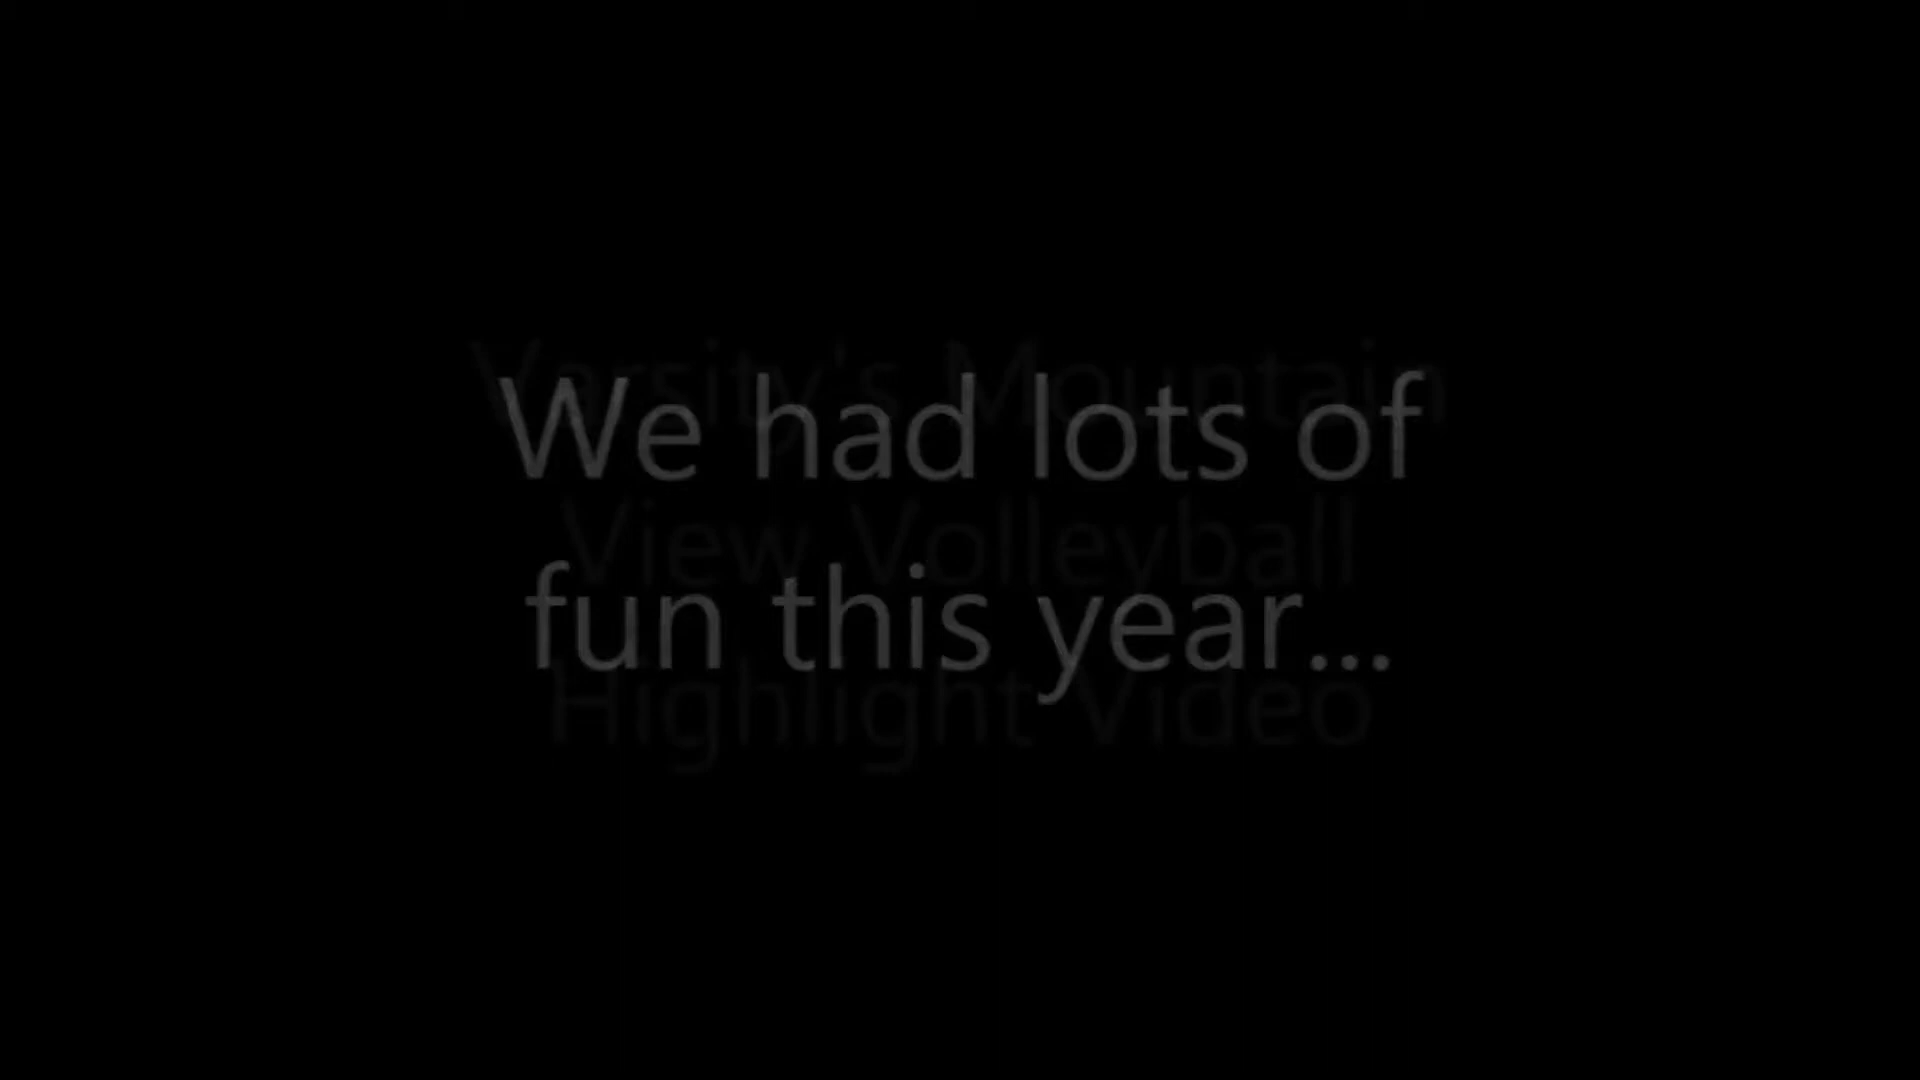 Varsity's Mountain
We had lots of
View Volleyball
fun this year...
Highlight Video